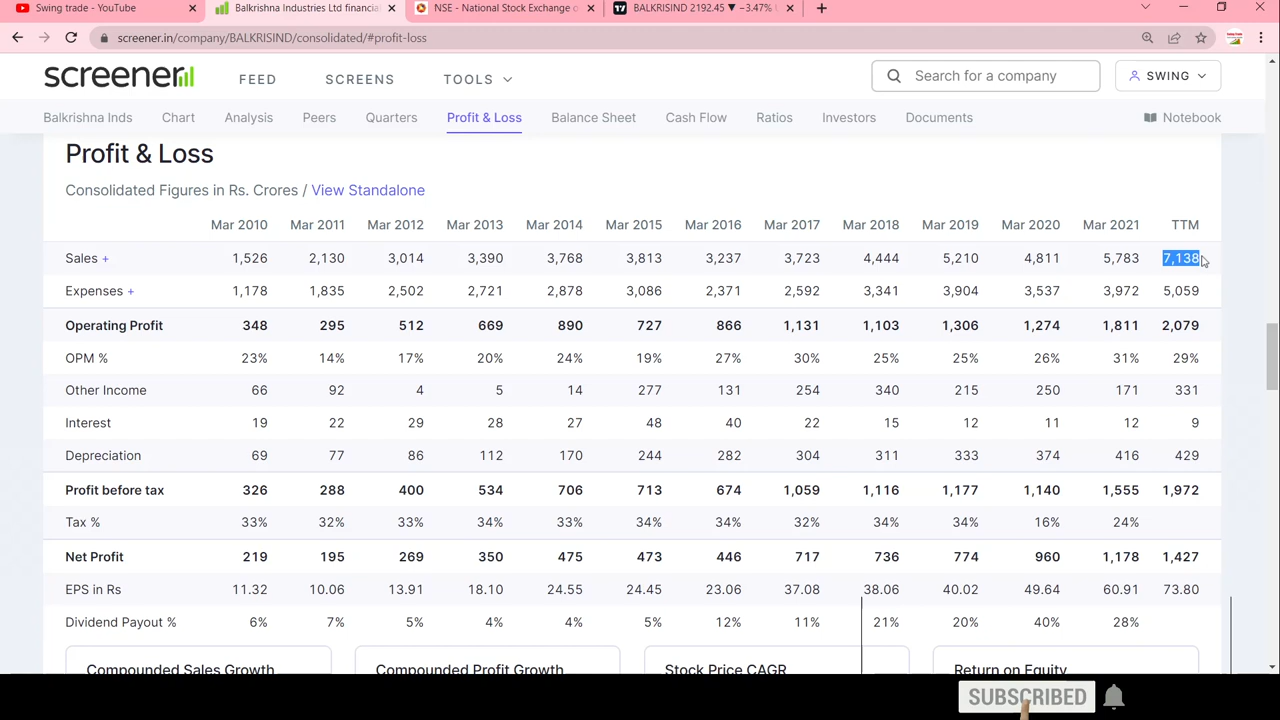 Swing trade - YouTube
Balkrishna Industries Ltd financia
NSE - National Stock Exchange o
BALKRISIND 2192.45 ▼ −3.47%
screener.in/company/BALKRISIND/consolidated/#profit-loss
screener
FEED SCREENS TOOLS
Search for a company
SWING
Balkrishna Inds Chart Analysis Peers Quarters Profit & Loss Balance Sheet Cash Flow Ratios Investors Documents Notebook
Profit & Loss
Consolidated Figures in Rs. Crores / View Standalone
Mar 2010 Mar 2011 Mar 2012 Mar 2013 Mar 2014 Mar 2015 Mar 2016 Mar 2017 Mar 2018 Mar 2019 Mar 2020 Mar 2021 TTM
Sales + 1,526 2,130 3,014 3,390 3,768 3,813 3,237 3,723 4,444 5,210 4,811 5,783 7,138
Expenses + 1,178 1,835 2,502 2,721 2,878 3,086 2,371 2,592 3,341 3,904 3,537 3,972 5,059
Operating Profit 348 295 512 669 890 727 866 1,131 1,103 1,306 1,274 1,811 2,079
OPM % 23% 14% 17% 20% 24% 19% 27% 30% 25% 25% 26% 31% 29%
Other Income 66 92 4 5 14 277 131 254 340 215 250 171 331
Interest 19 22 29 28 27 48 40 22 15 12 11 12 9
Depreciation 69 77 86 112 170 244 282 304 311 333 374 416 429
Profit before tax 326 288 400 534 706 713 674 1,059 1,116 1,177 1,140 1,555 1,972
Tax % 33% 32% 33% 34% 33% 34% 34% 32% 34% 34% 16% 24%
Net Profit 219 195 269 350 475 473 446 717 736 774 960 1,178 1,427
EPS in Rs 11.32 10.06 13.91 18.10 24.55 24.45 23.06 37.08 38.06 40.02 49.64 60.91 73.80
Dividend Payout % 6% 7% 5% 4% 4% 5% 12% 11% 21% 20% 40% 28%
Compounded Sales Growth Compounded Profit Growth Stock Price CAGR Return on Equity
SUBSCRIBED